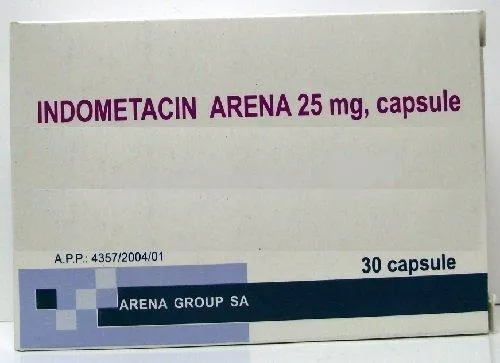 INDOMETACIN ARENA 25 mg, capsule
A.P.P.: 4357/2004/01
30 capsule
ARENA GROUP SA